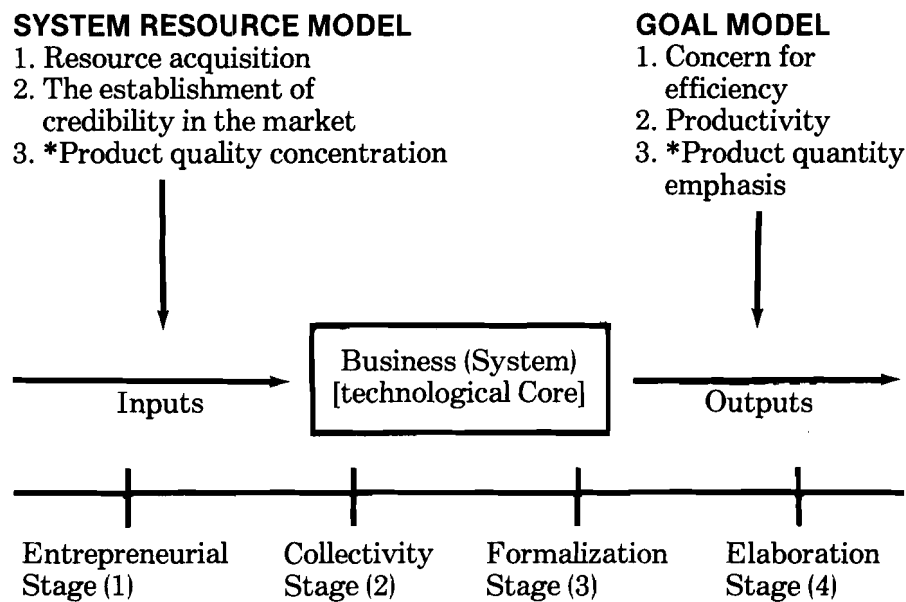 SYSTEM RESOURCE MODEL
1. Resource acquisition
2. The establishment of
credibility in the market
3. *Product quality concentration
GOAL MODEL
1. Concern for
efficiency
2. Productivity
3. *Product quantity
emphasis
Inputs
Business (System)
[technological Core]
Outputs
Entrepreneurial
Stage (1)
Collectivity
Stage (2)
Formalization
Stage (3)
Elaboration
Stage (4)